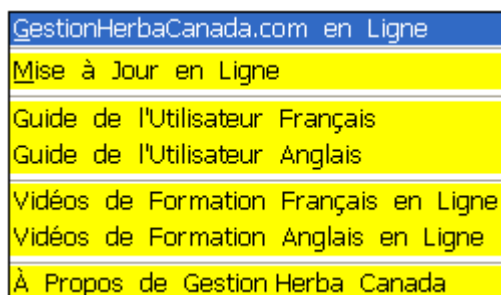 GestionHerbaCanada.com en Ligne
Mise à Jour en Ligne
Guide de l'Utilisateur Français
Guide de l'Utilisateur Anglais
Vidéos de Formation Français en Ligne
Vidéos de Formation Anglais en Ligne
À Propos de Gestion Herba Canada